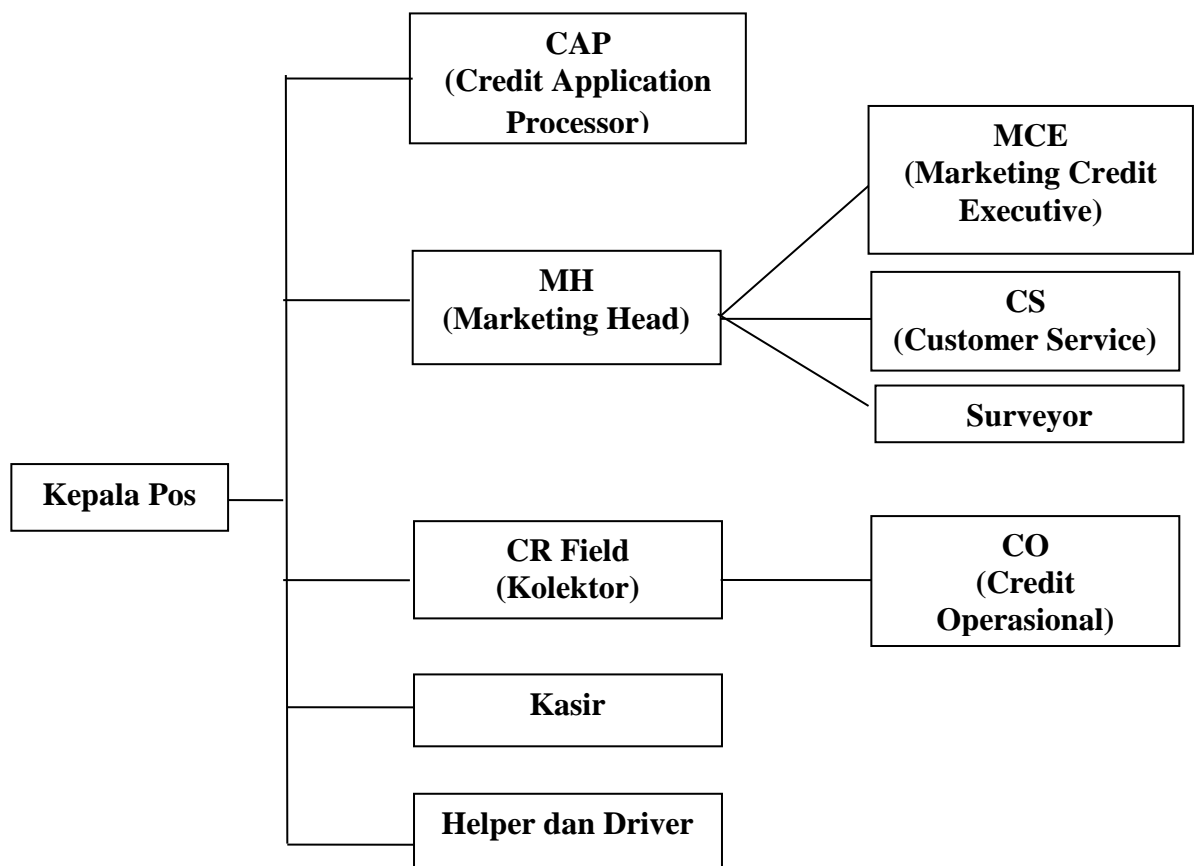 CAP
(Credit Application
Processor)
MCE
(Marketing Credit
Executive)
MH
(Marketing Head)
CS
(Customer Service)
Surveyor
Kepala Pos
CR Field
(Kolektor)
CO
(Credit
Operasional)
Kasir
Helper dan Driver